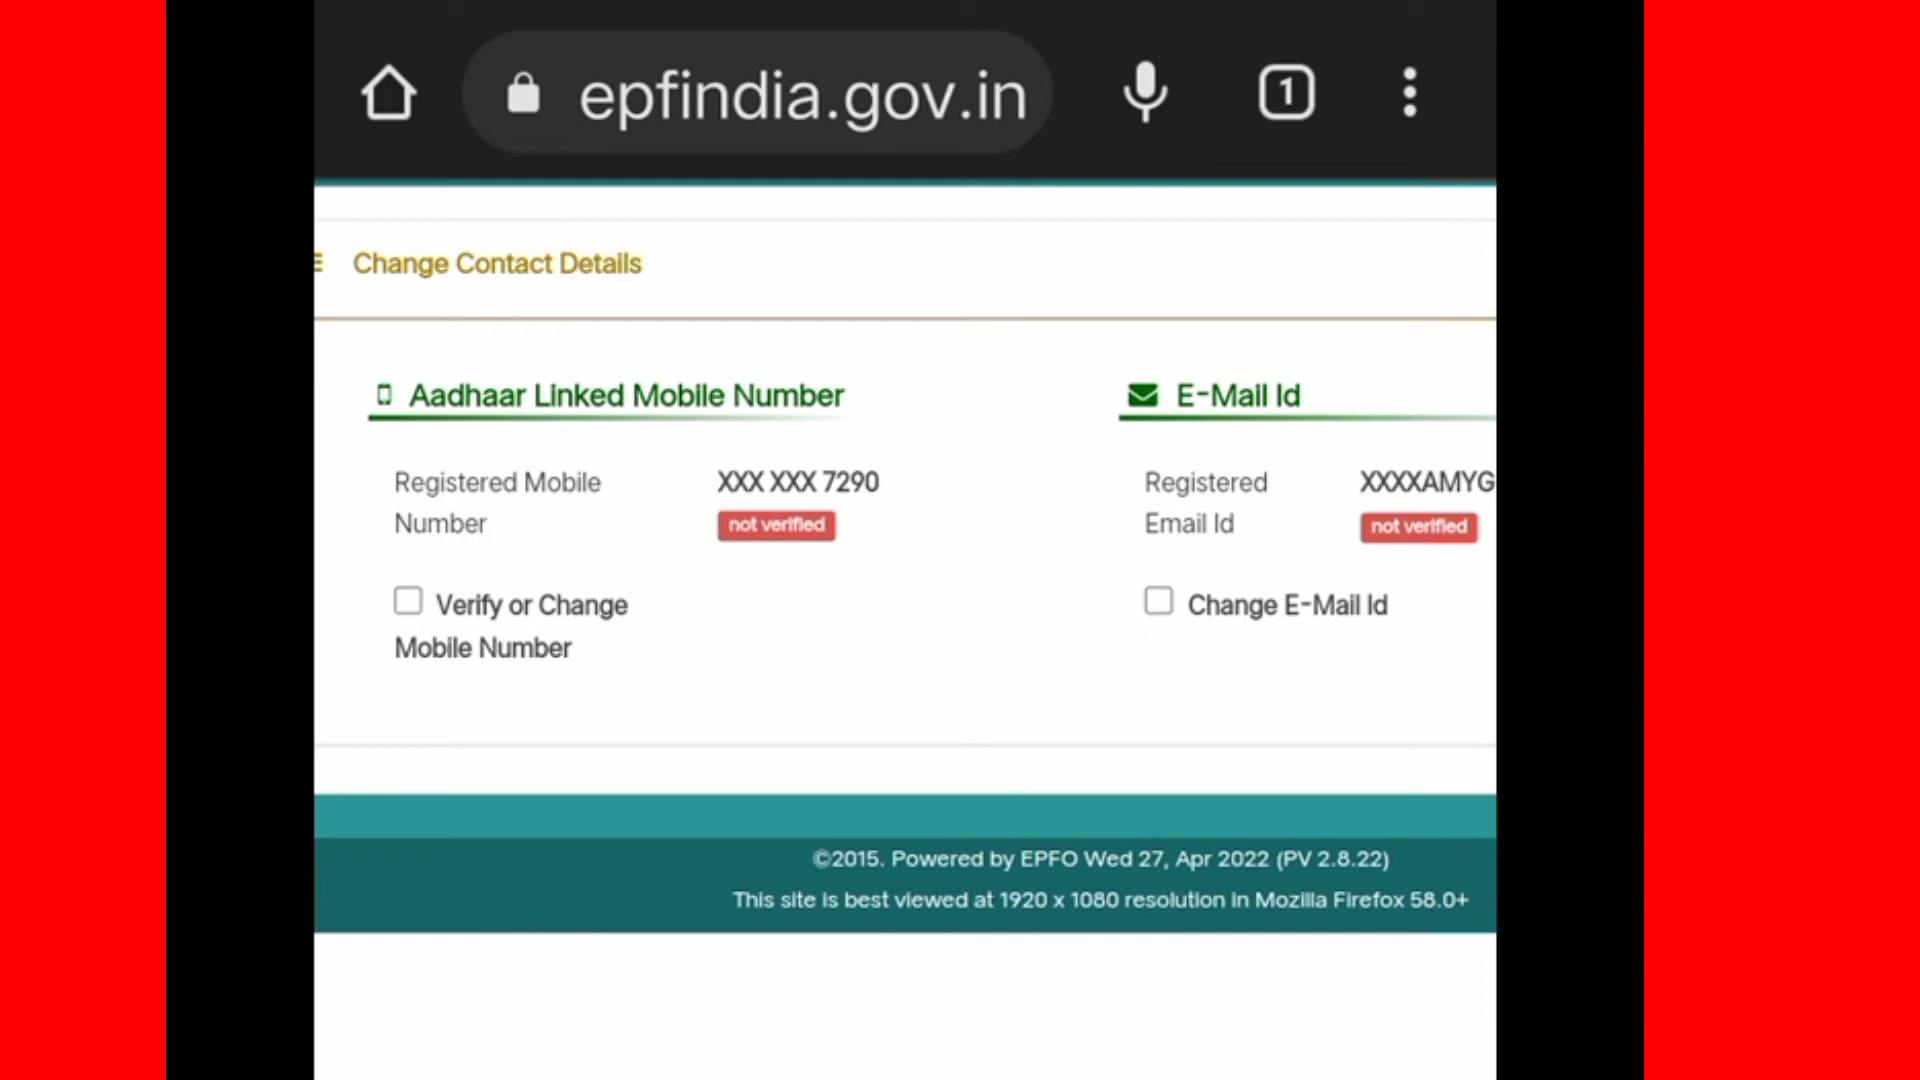 epfindia.gov.in
1
Change Contact Details
Aadhaar Linked Mobile Number
Registered Mobile Number
XXX XXX 7290
not verified
Verify or Change
Mobile Number
E-Mail Id
Registered
Email Id
XXXXAMYG
not verified
Change E-Mail Id
©2015. Powered by EPFO Wed 27, Apr 2022 (PV 2.8.22)
This site is best viewed at 1920 x 1080 resolution in Mozilla Firefox 58.0+